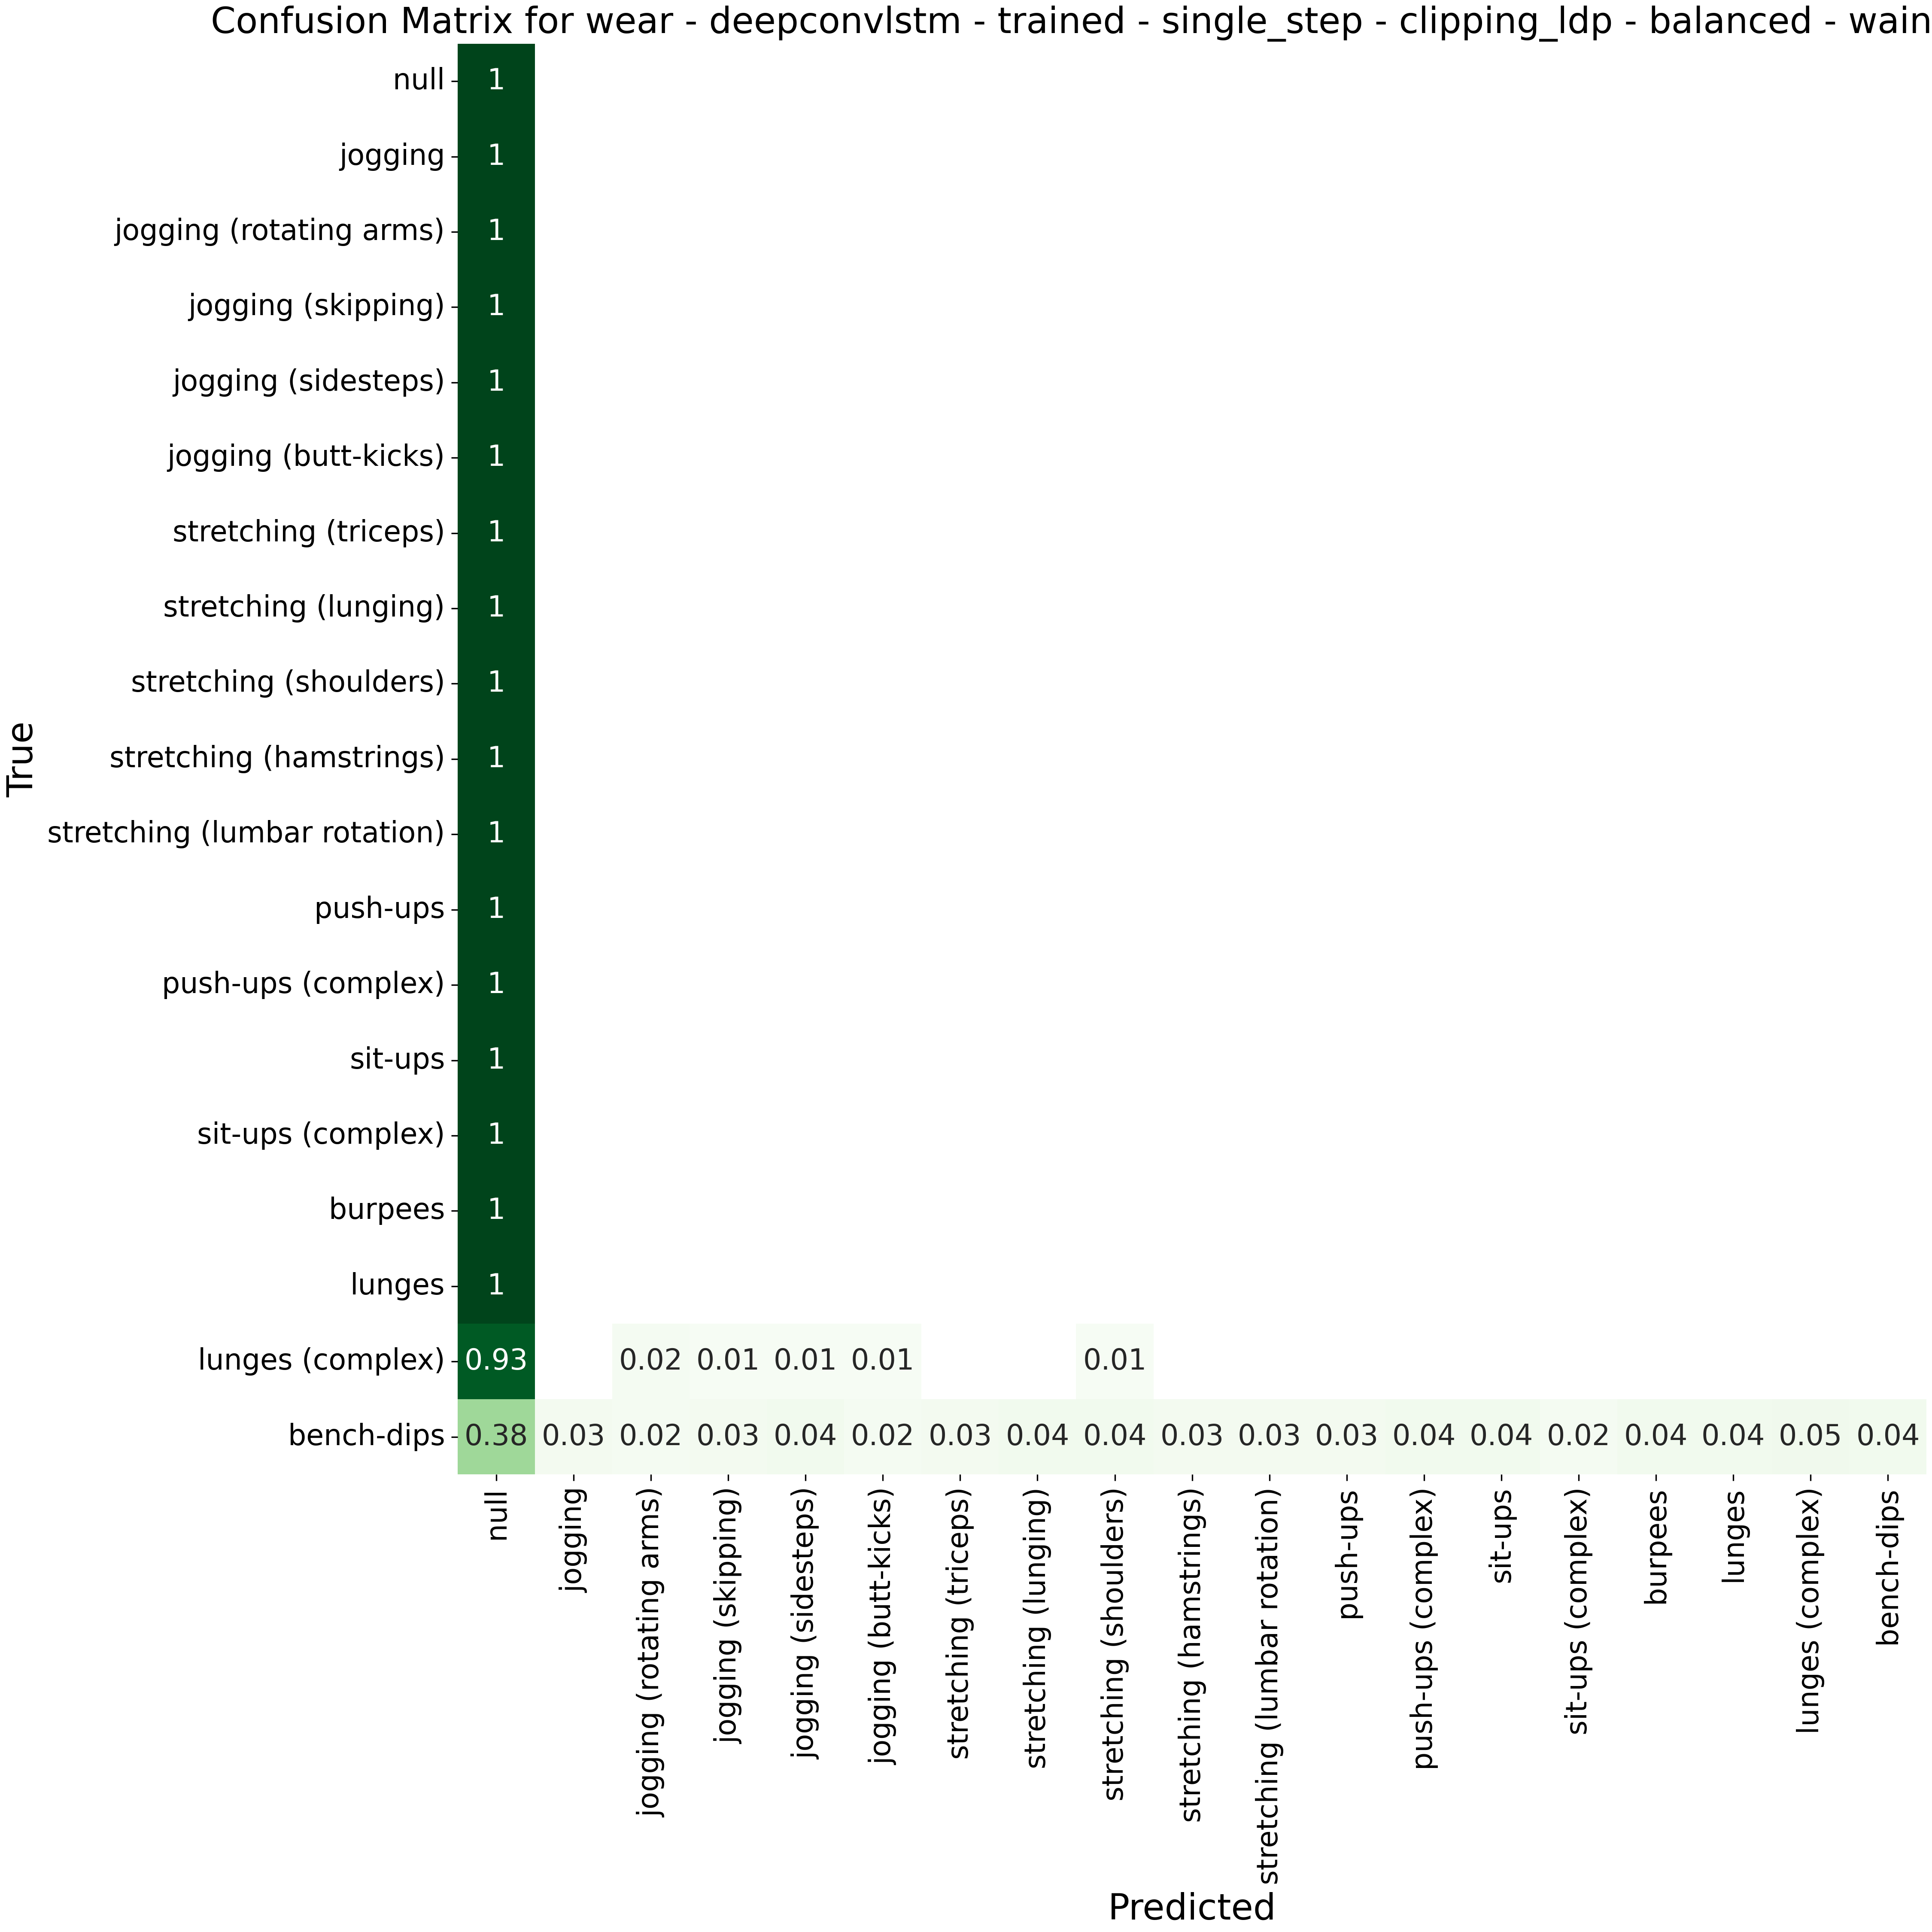 Confusion Matrix for wear - deepconvlstm - trained - single_step - clipping_ldp - balanced - wain
null 1
jogging 1
jogging (rotating arms) 1
jogging (skipping) 1
jogging (sidesteps) 1
jogging (butt-kicks) 1
stretching (triceps) 1
stretching (lunging) 1
stretching (shoulders) 1
stretching (hamstrings) 1
stretching (lumbar rotation) 1
push-ups 1
push-ups (complex) 1
sit-ups 1
sit-ups (complex) 1
burpees 1
lunges 1
lunges (complex) 0.93 0.02 0.01 0.01 0.01 0.01
bench-dips 0.38 0.03 0.02 0.03 0.04 0.02 0.03 0.04 0.04 0.03 0.03 0.03 0.04 0.04 0.02 0.04 0.04 0.05 0.04
True
null
jogging
jogging (rotating arms)
jogging (skipping)
jogging (sidesteps)
jogging (butt-kicks)
stretching (triceps)
stretching (lunging)
stretching (shoulders)
stretching (hamstrings)
stretching (lumbar rotation)
push-ups
push-ups (complex)
sit-ups
sit-ups (complex)
burpees
lunges
lunges (complex)
bench-dips
Predicted